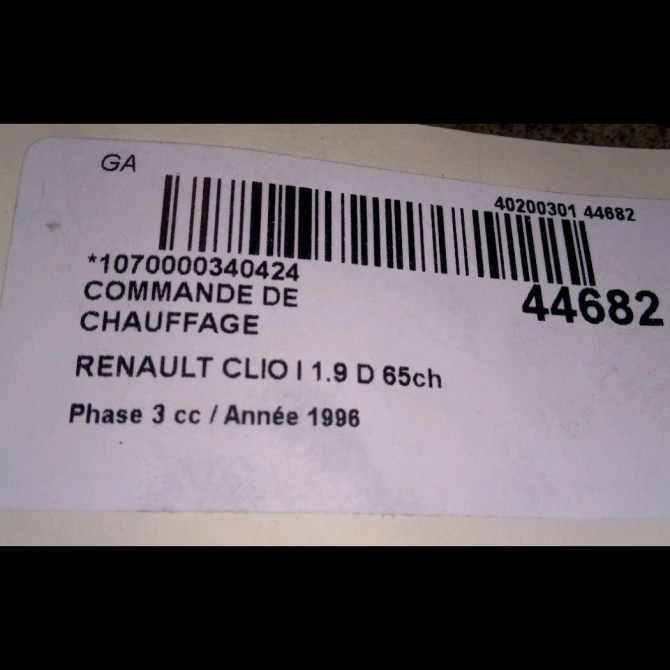 GA
40200301 44682
*1070000340424
44682
COMMANDE DE
CHAUFFAGE
RENAULT CLIO I 1.9 D 65ch
Phase 3 cc / Année 1996